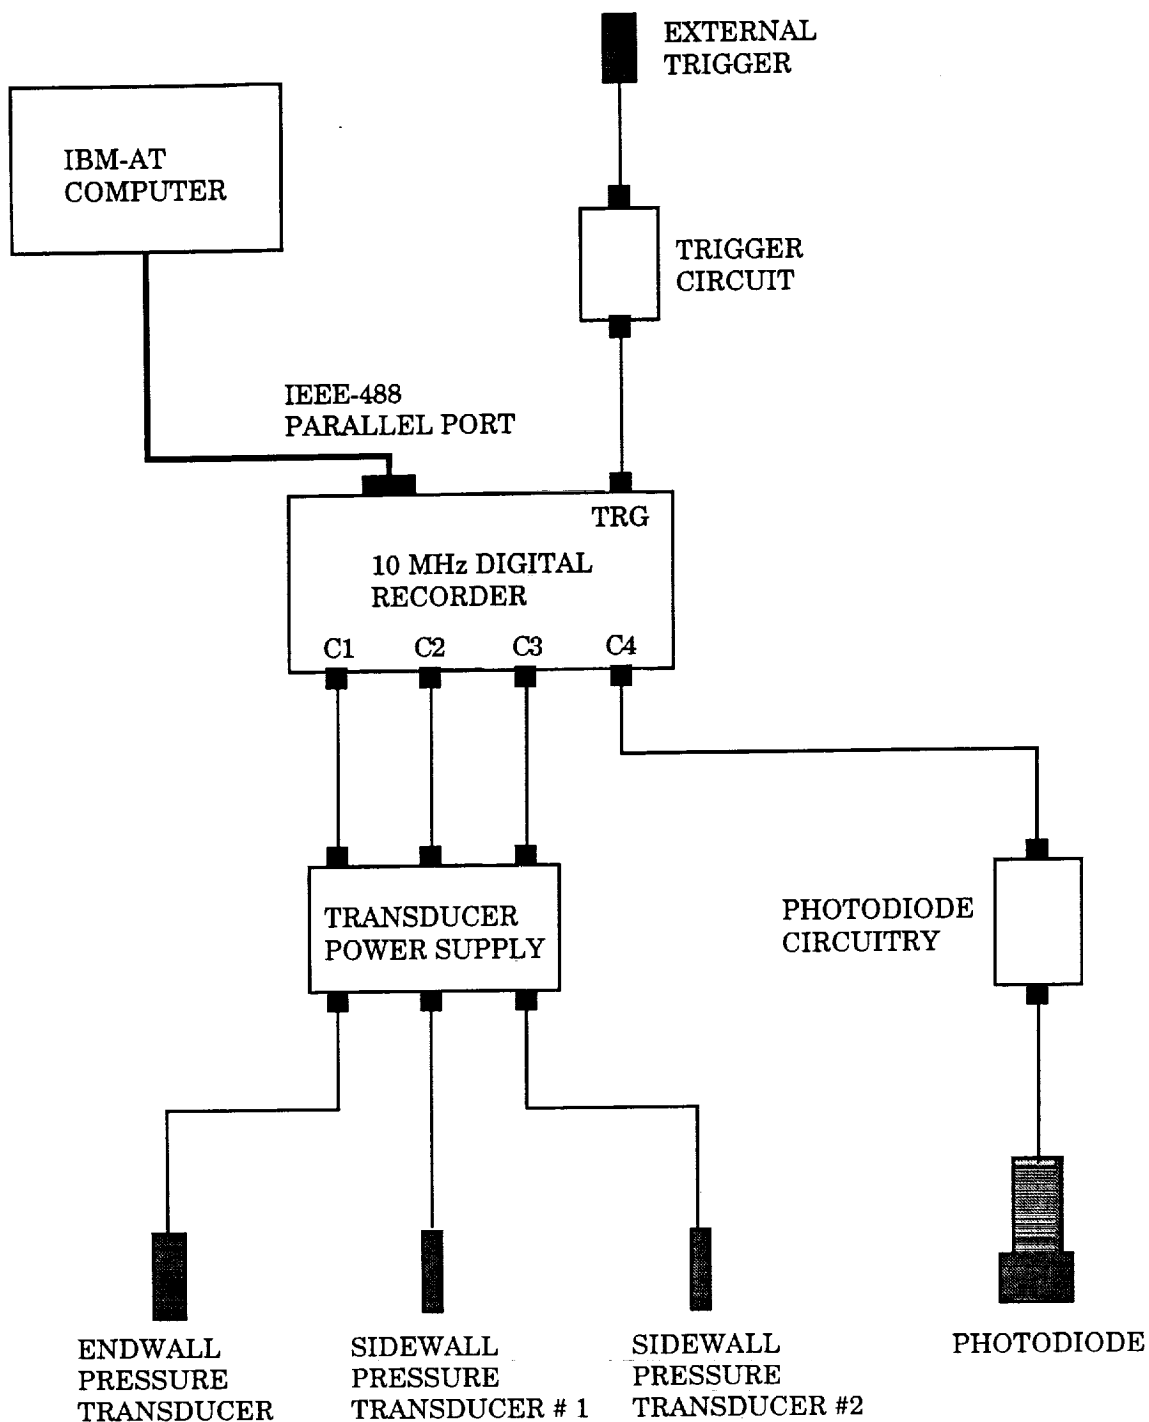 EXTERNAL
TRIGGER
IBM-AT
COMPUTER
TRIGGER
CIRCUIT
IEEE-488
PARALLEL PORT
TRG
10 MHz DIGITAL
RECORDER
C1 C2 C3 C4
TRANSDUCER
POWER SUPPLY
PHOTODIODE
CIRCUITRY
ENDWALL
PRESSURE
TRANSDUCER
SIDEWALL
PRESSURE
TRANSDUCER # 1
SIDEWALL
PRESSURE
TRANSDUCER #2
PHOTODIODE